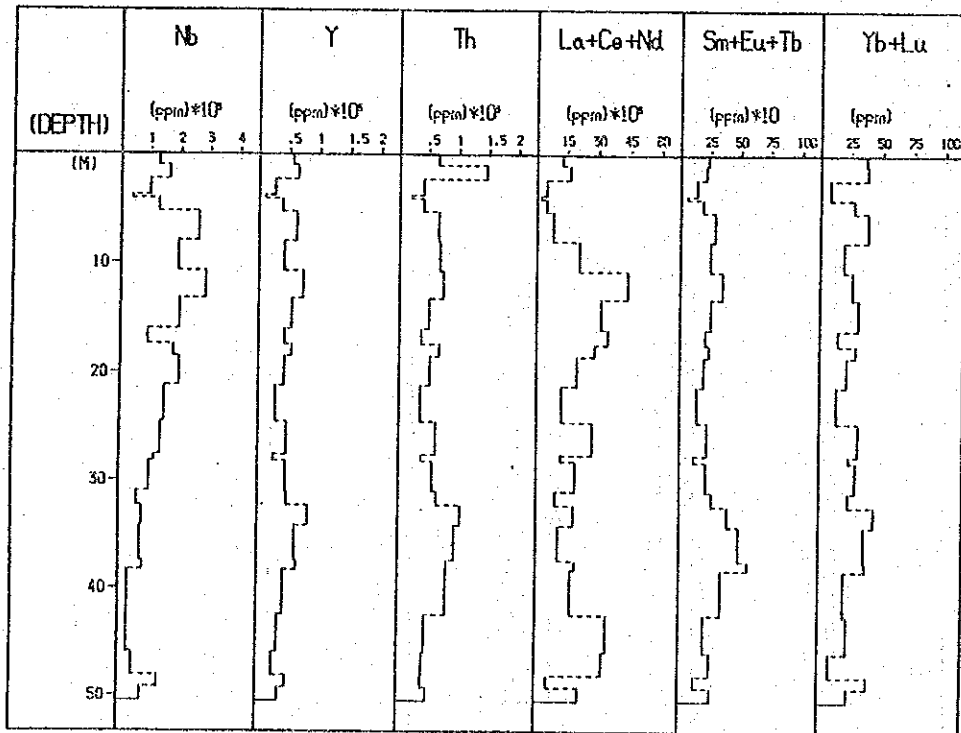 Nb Y Th La+Ce+Nd Sm+Eu+Tb Yb+Lu
(DEPTH) (ppm)*10³ (ppm)*10³ (ppm)*10³ (ppm)*10³ (ppm)*10 (ppm)
1 2 3 4 .5 1 1.5 2 .5 1 1.5 2 15 30 45 20 25 50 75 100 25 50 75 100
(M)
10
20
30
40
50